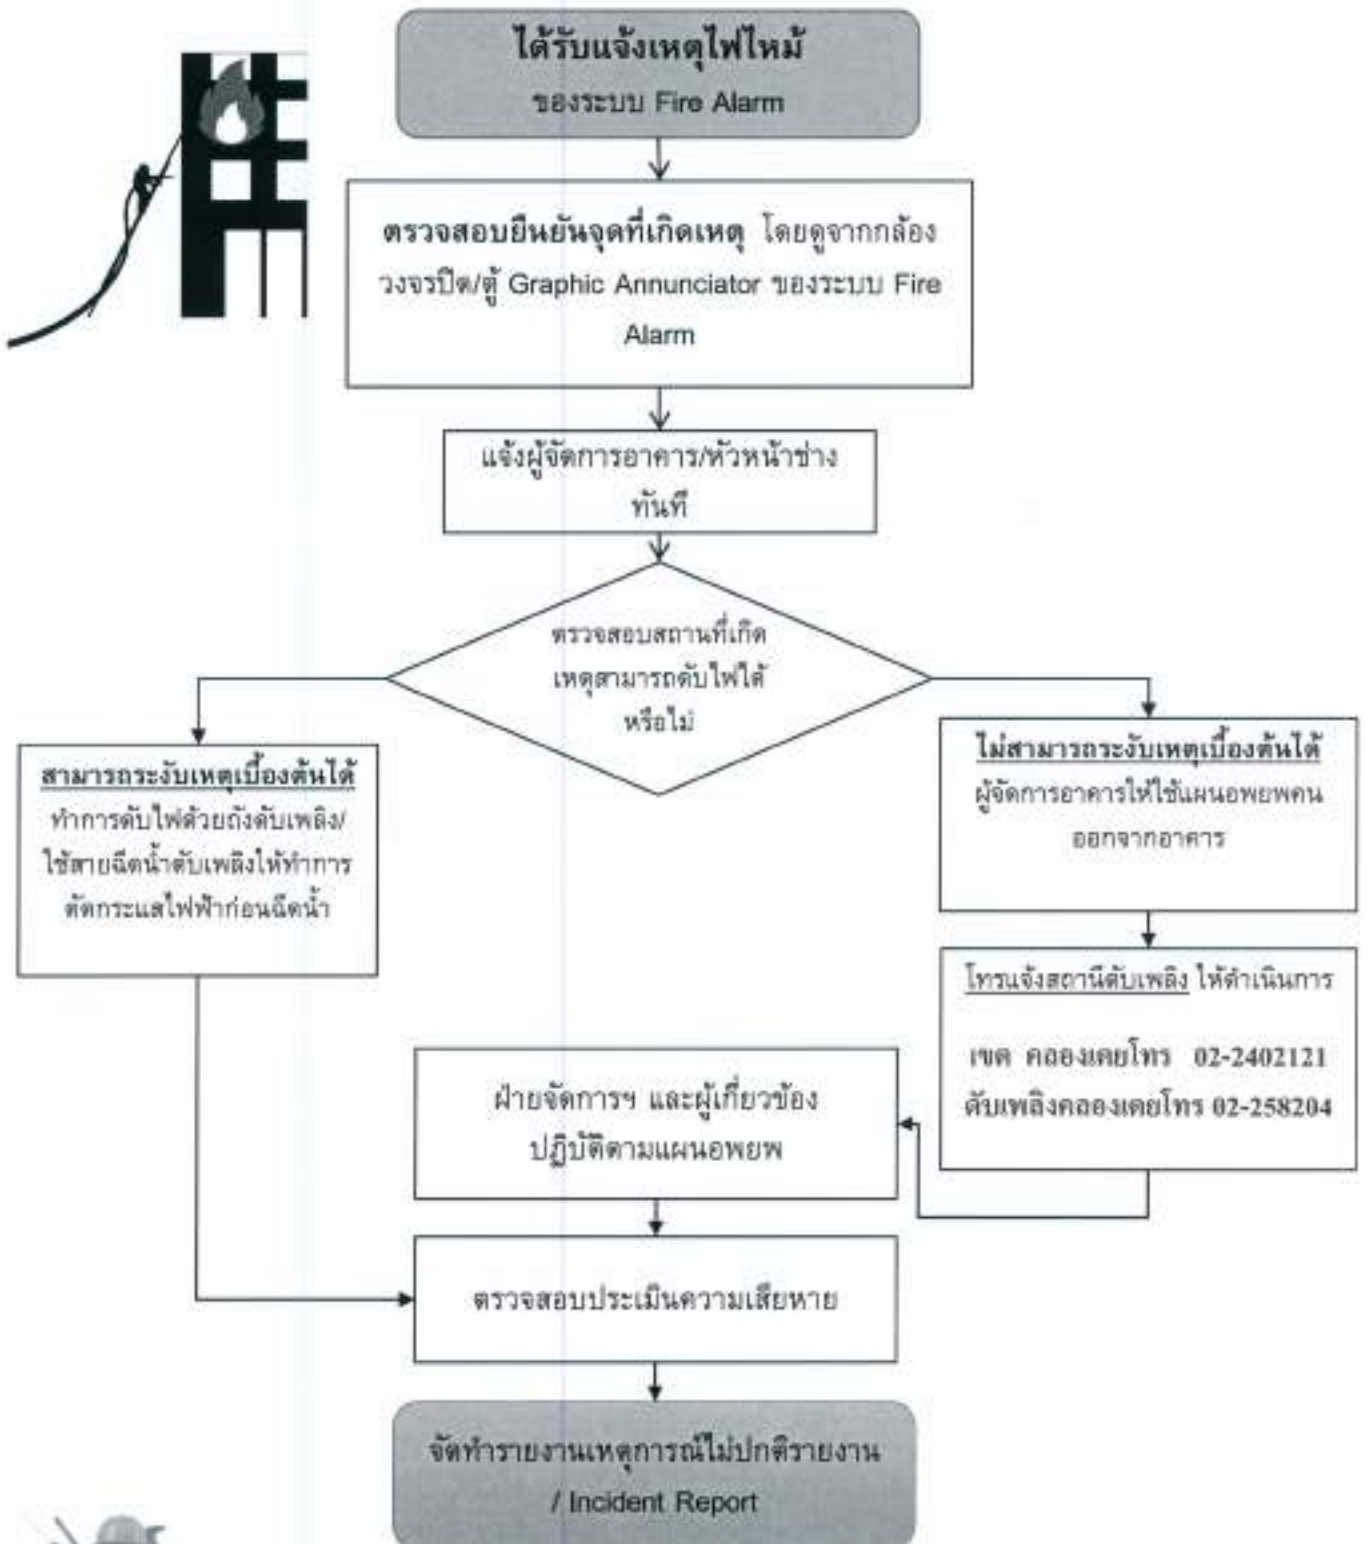 ได้รับแจ้งเหตุไฟไหม้
ของระบบ Fire Alarm
ตรวจสอบยืนยันจุดที่เกิดเหตุ โดยดูจากกล้อง
วงจรปิด/ตู้ Graphic Annunciator ของระบบ Fire
Alarm
แจ้งผู้จัดการอาคาร/หัวหน้าช่าง
ทันที
ตรวจสอบสถานที่เกิด
เหตุสามารถดับไฟได้
หรือไม่
สามารถระงับเหตุเบื้องต้นได้
ทำการดับไฟด้วยถังดับเพลิง/
ใช้สายฉีดน้ำดับเพลิงให้ทำการ
ตัดกระแสไฟฟ้าก่อนฉีดน้ำ
ไม่สามารถระงับเหตุเบื้องต้นได้
ผู้จัดการอาคารให้ใช้แผนอพยพคน
ออกจากอาคาร
โทรแจ้งสถานีดับเพลิง ให้ดำเนินการ
เขต คลองเตยโทร 02-2402121
ดับเพลิงคลองเตยโทร 02-258204
ฝ่ายจัดการฯ และผู้เกี่ยวข้อง
ปฏิบัติตามแผนอพยพ
ตรวจสอบประเมินความเสียหาย
จัดทำรายงานเหตุการณ์ไม่ปกติรายงาน
/ Incident Report